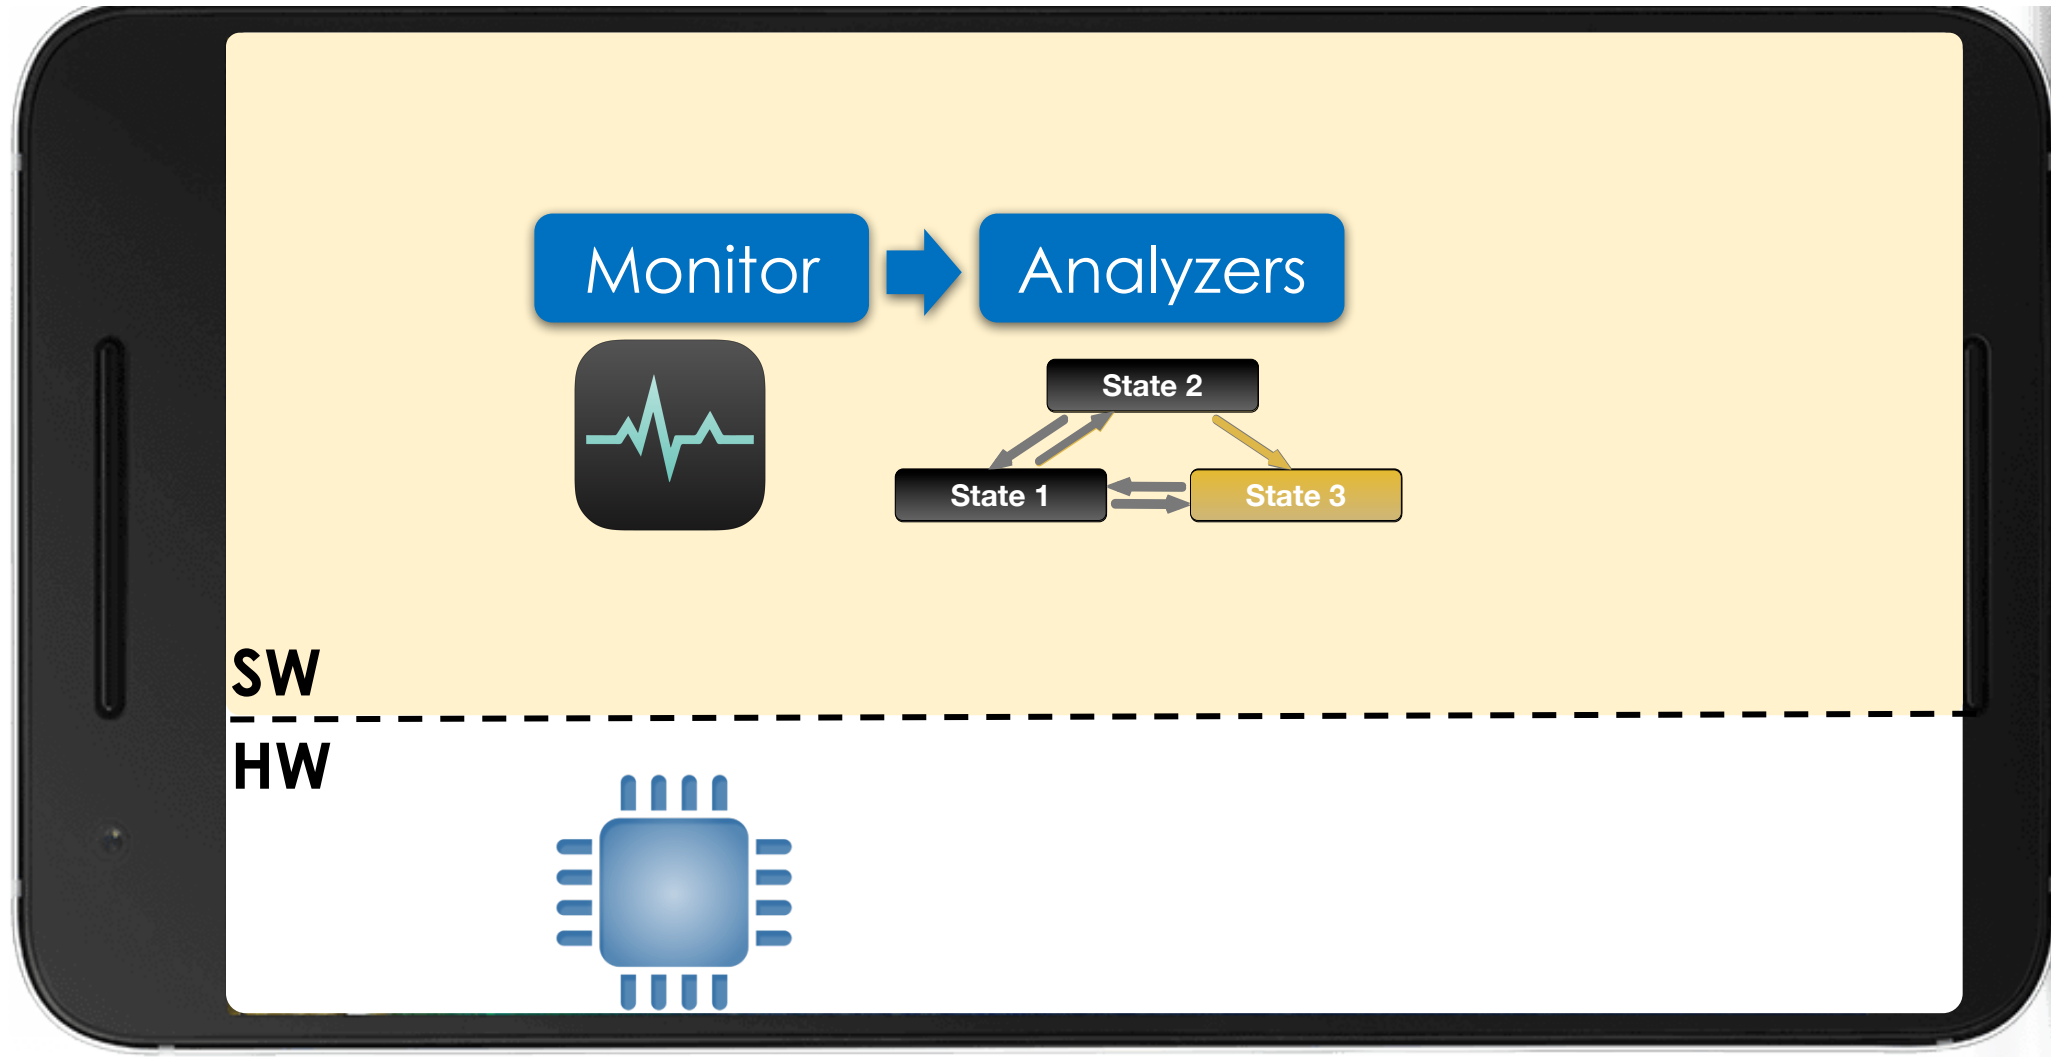 Monitor
Analyzers
State 2
State 1
State 3
SW
HW